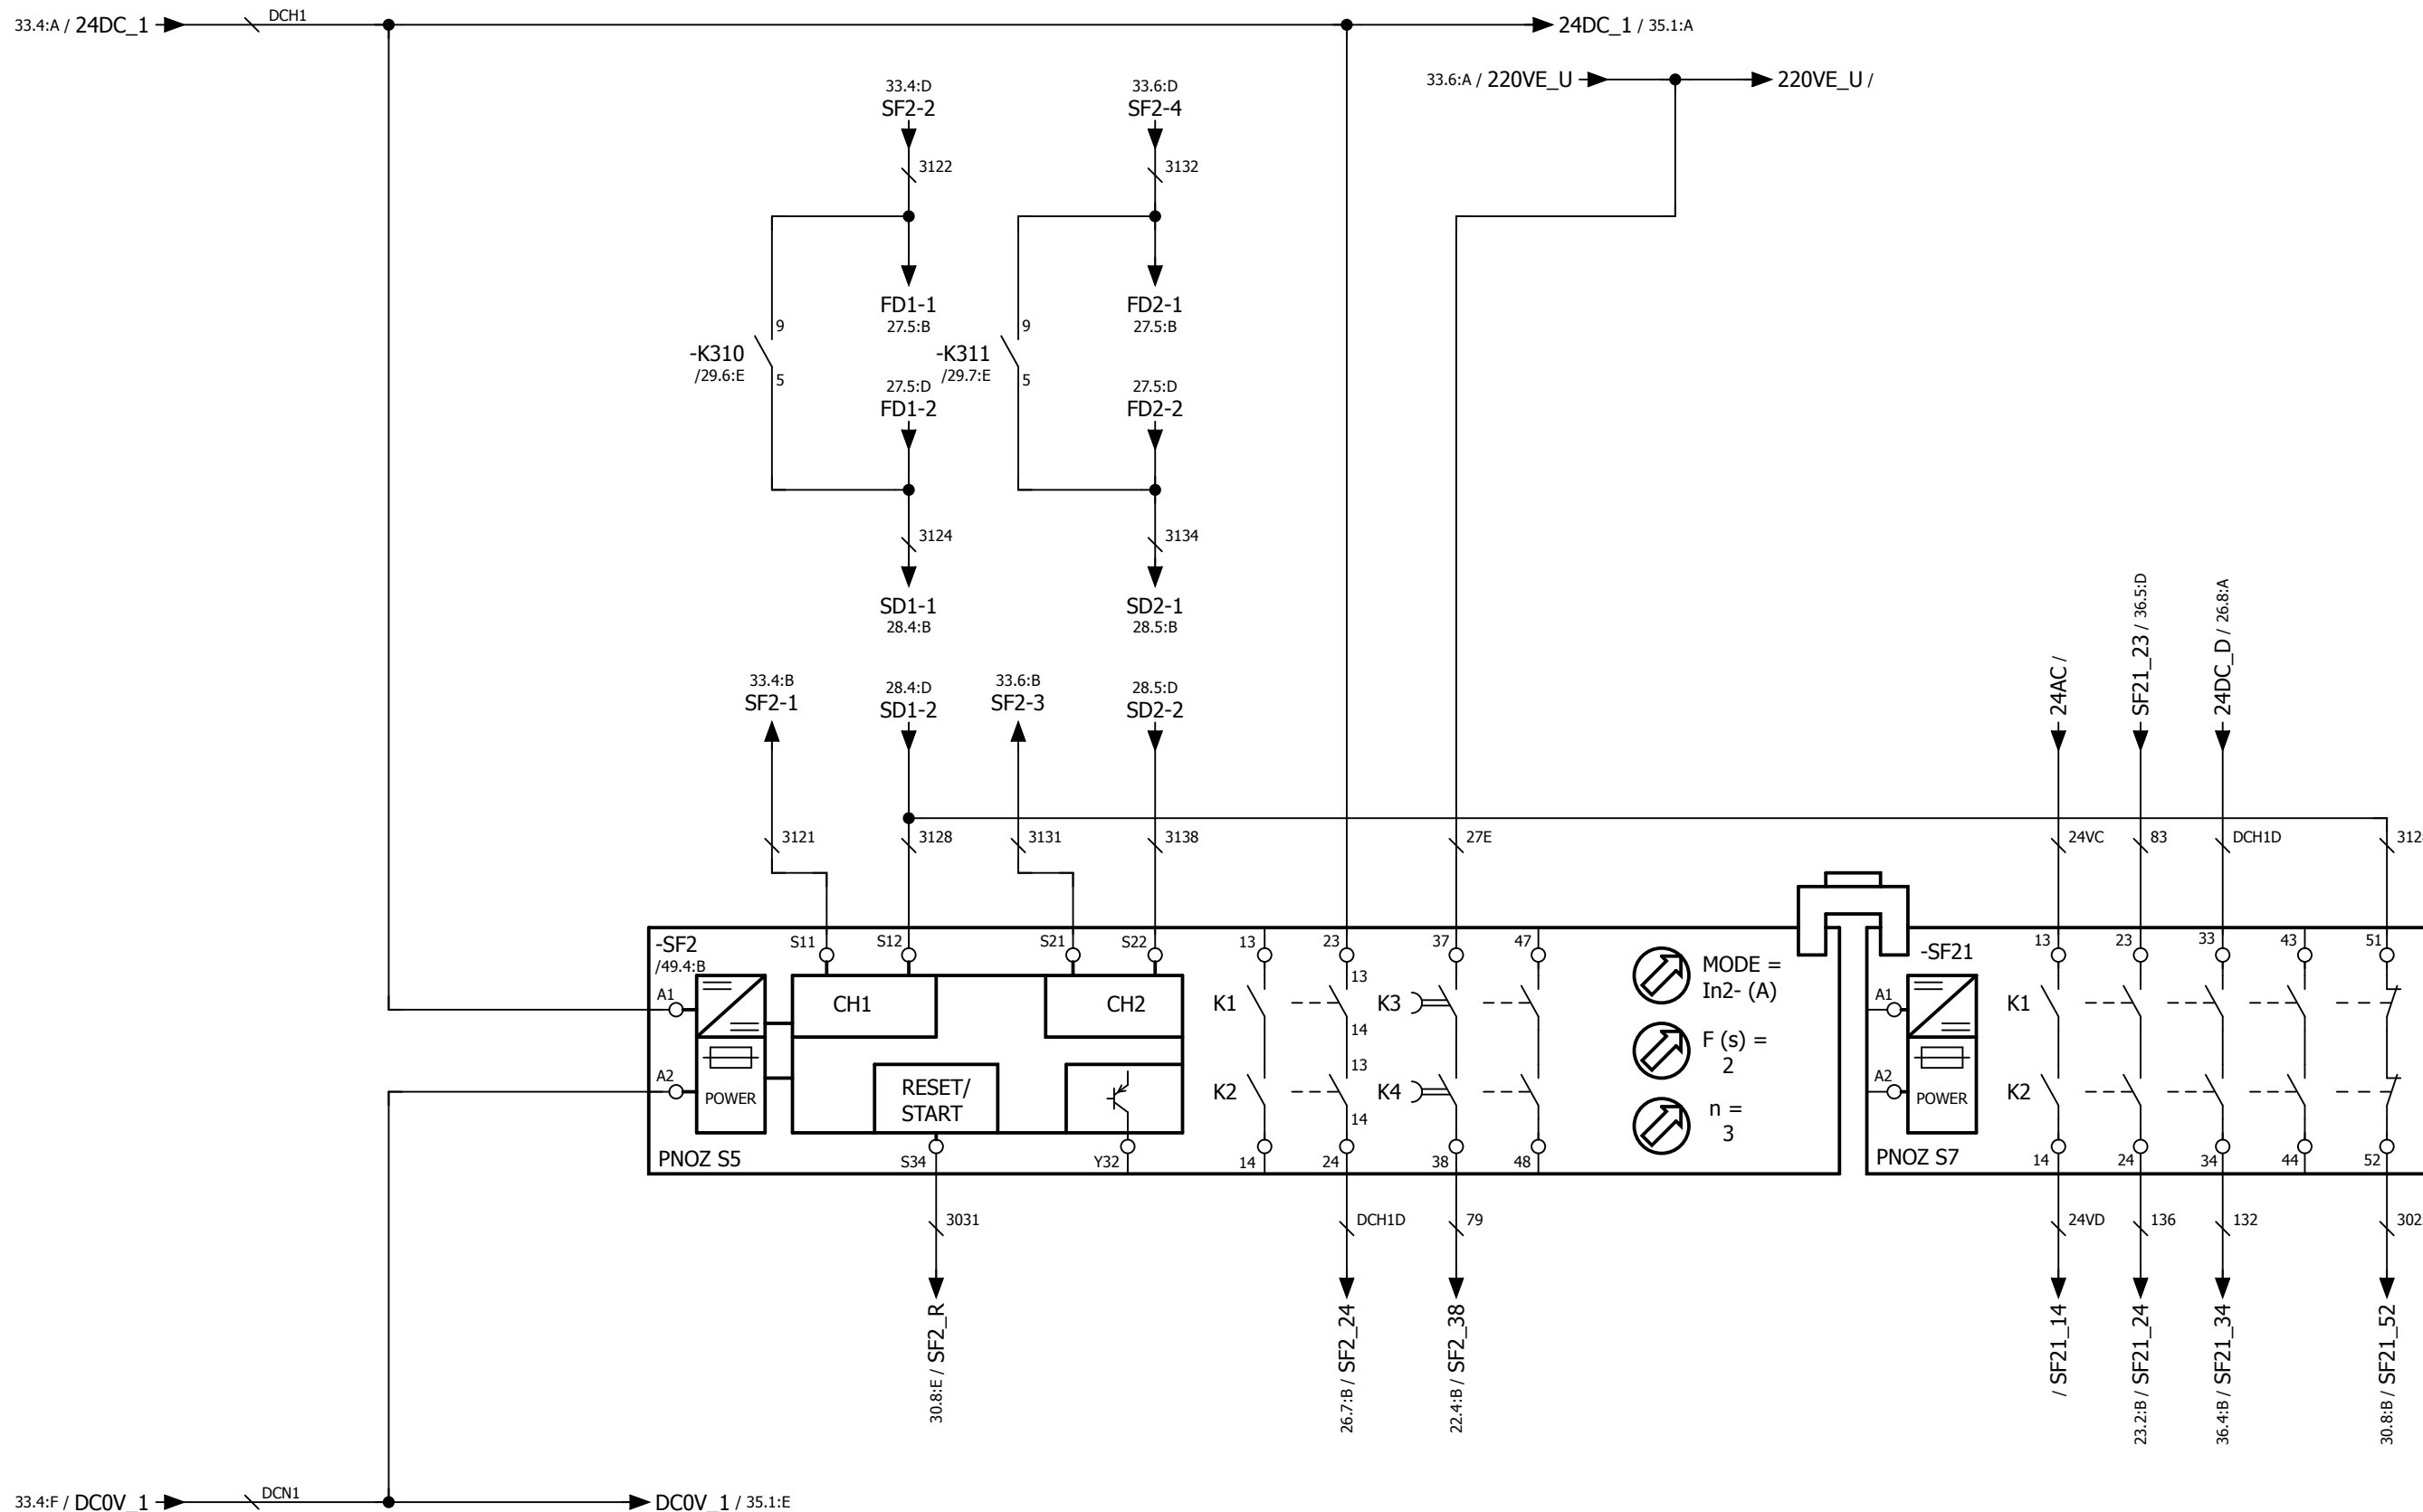 33.4:A / 24DC_1
DCH1
24DC_1 / 35.1:A
33.6:A / 220VE_U
220VE_U /
33.4:D
SF2-2
33.6:D
SF2-4
3122
3132
FD1-1
27.5:B
FD2-1
27.5:B
9
-K310
/29.6:E
5
9
-K311
/29.7:E
5
27.5:D
FD1-2
27.5:D
FD2-2
3124
3134
SD1-1
28.4:B
SD2-1
28.5:B
33.4:B
SF2-1
28.4:D
SD1-2
33.6:B
SF2-3
28.5:D
SD2-2
24AC /
SF21_23 / 36.5:D
24DC_D / 26.8:A
3121
3128
3131
3138
27E
24VC
83
DCH1D
-SF2
/49.4:B
S11
S12
S21
S22
13
23
37
47
-SF21
13
23
33
43
51
A1
CH1
CH2
K1
13
14
K3
MODE =
In2- (A)
A1
K1
F (s) =
2
A2
POWER
RESET/
START
K2
13
14
K4
n =
3
A2
POWER
K2
PNOZ S5
S34
Y32
14
24
38
48
PNOZ S7
14
24
34
44
52
3031
DCH1D
79
24VD
136
132
30.8:E / SF2_R
26.7:B / SF2_24
22.4:B / SF2_38
/ SF21_14
23.2:B / SF21_24
36.4:B / SF21_34
30.8:B / SF21_52
33.4:F / DC0V_1
DCN1
DC0V_1 / 35.1:E